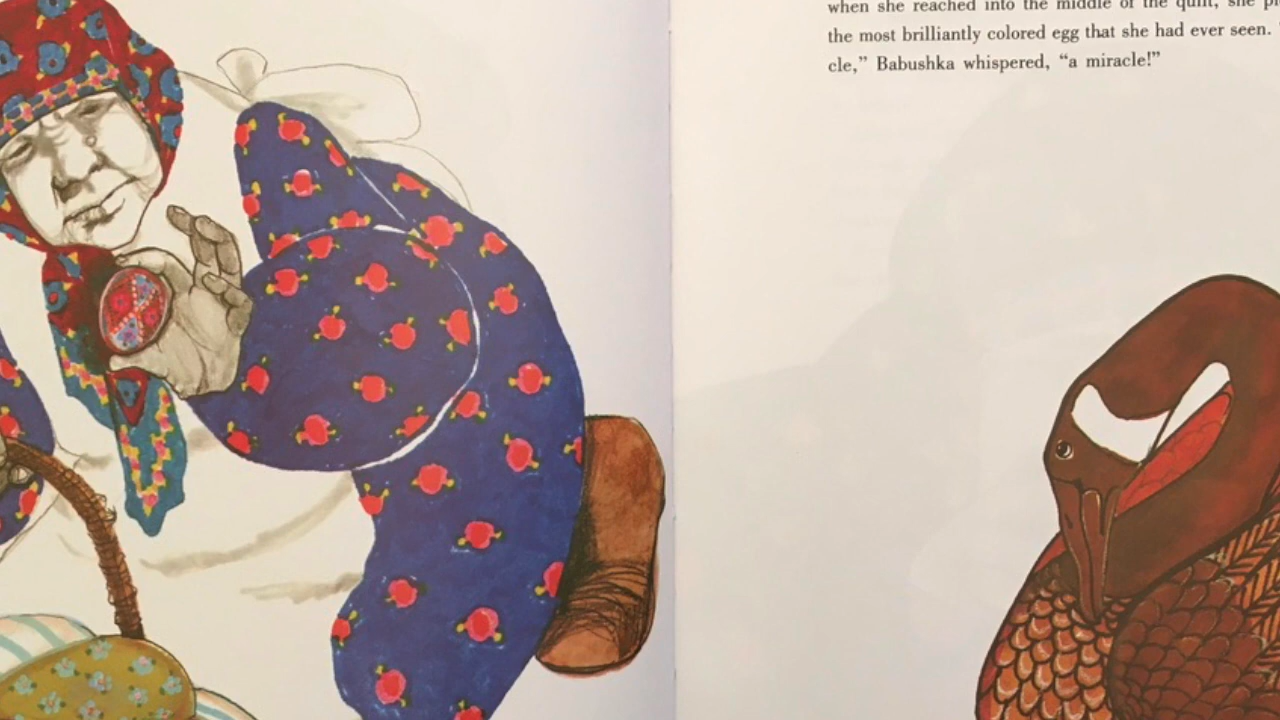 when she reached into the middle of the quilt, she
the most brilliantly colored egg that she had ever seen.
cle,” Babushka whispered, “a miracle!”